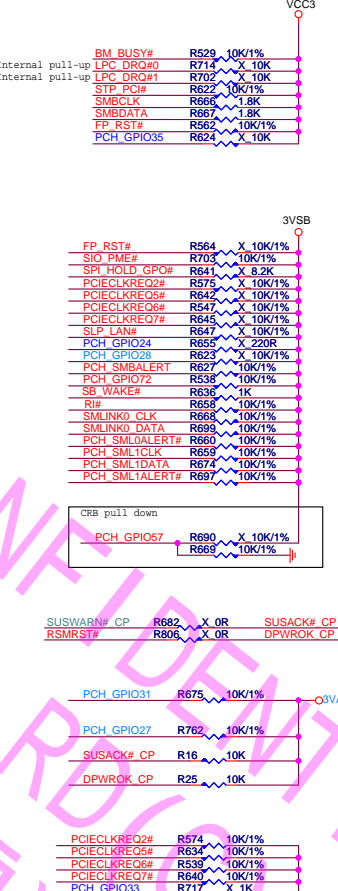 VCC3
BM_BUSY# R529 10K/1%
Internal pull-up LPC_DRQ#0 R714 X_10K
Internal pull-up LPC_DRQ#1 R702 X_10K
STP_PCI# R622 10K/1%
SMBCLK R666 1.8K
SMBDATA R667 1.8K
FP_RST# R562 10K/1%
PCH_GPIO35 R624 X_10K
3VSB
FP_RST# R564 X_10K/1%
SIO_PME# R703 10K/1%
SPI_HOLD_GPO# R641 X_8.2K
PCIECLKREQ2# R575 X_10K/1%
PCIECLKREQ5# R642 X_10K/1%
PCIECLKREQ6# R547 X_10K/1%
PCIECLKREQ7# R645 X_10K/1%
SLP_LAN# R647 X_10K/1%
PCH_GPIO24 R655 X_220R
PCH_GPIO28 R623 X_10K/1%
PCH_SMBALERT R627 10K/1%
PCH_GPIO72 R538 10K/1%
SB_WAKE# R636 1K
RI# R658 10K/1%
SMLINK0_CLK R668 10K/1%
SMLINK0_DATA R699 10K/1%
PCH_SML0ALERT# R660 10K/1%
PCH_SML1CLK R659 10K/1%
PCH_SML1DATA R674 10K/1%
PCH_SML1ALERT# R697 10K/1%
CRB pull down
PCH_GPIO57 R690 X_10K/1%
R669 10K/1%
SUSWARN#_CP R682 X_0R SUSACK#_CP
RSMRST# R806 X_0R DPWROK_CP
PCH_GPIO31 R675 10K/1% 3VA
PCH_GPIO27 R762 10K/1%
SUSACK#_CP R16 10K
DPWROK_CP R25 10K
PCIECLKREQ2# R574 10K/1%
PCIECLKREQ5# R634 10K/1%
PCIECLKREQ6# R539 10K/1%
PCIECLKREQ7# R640 10K/1%
PCH_GPIO33 R717 X_1K